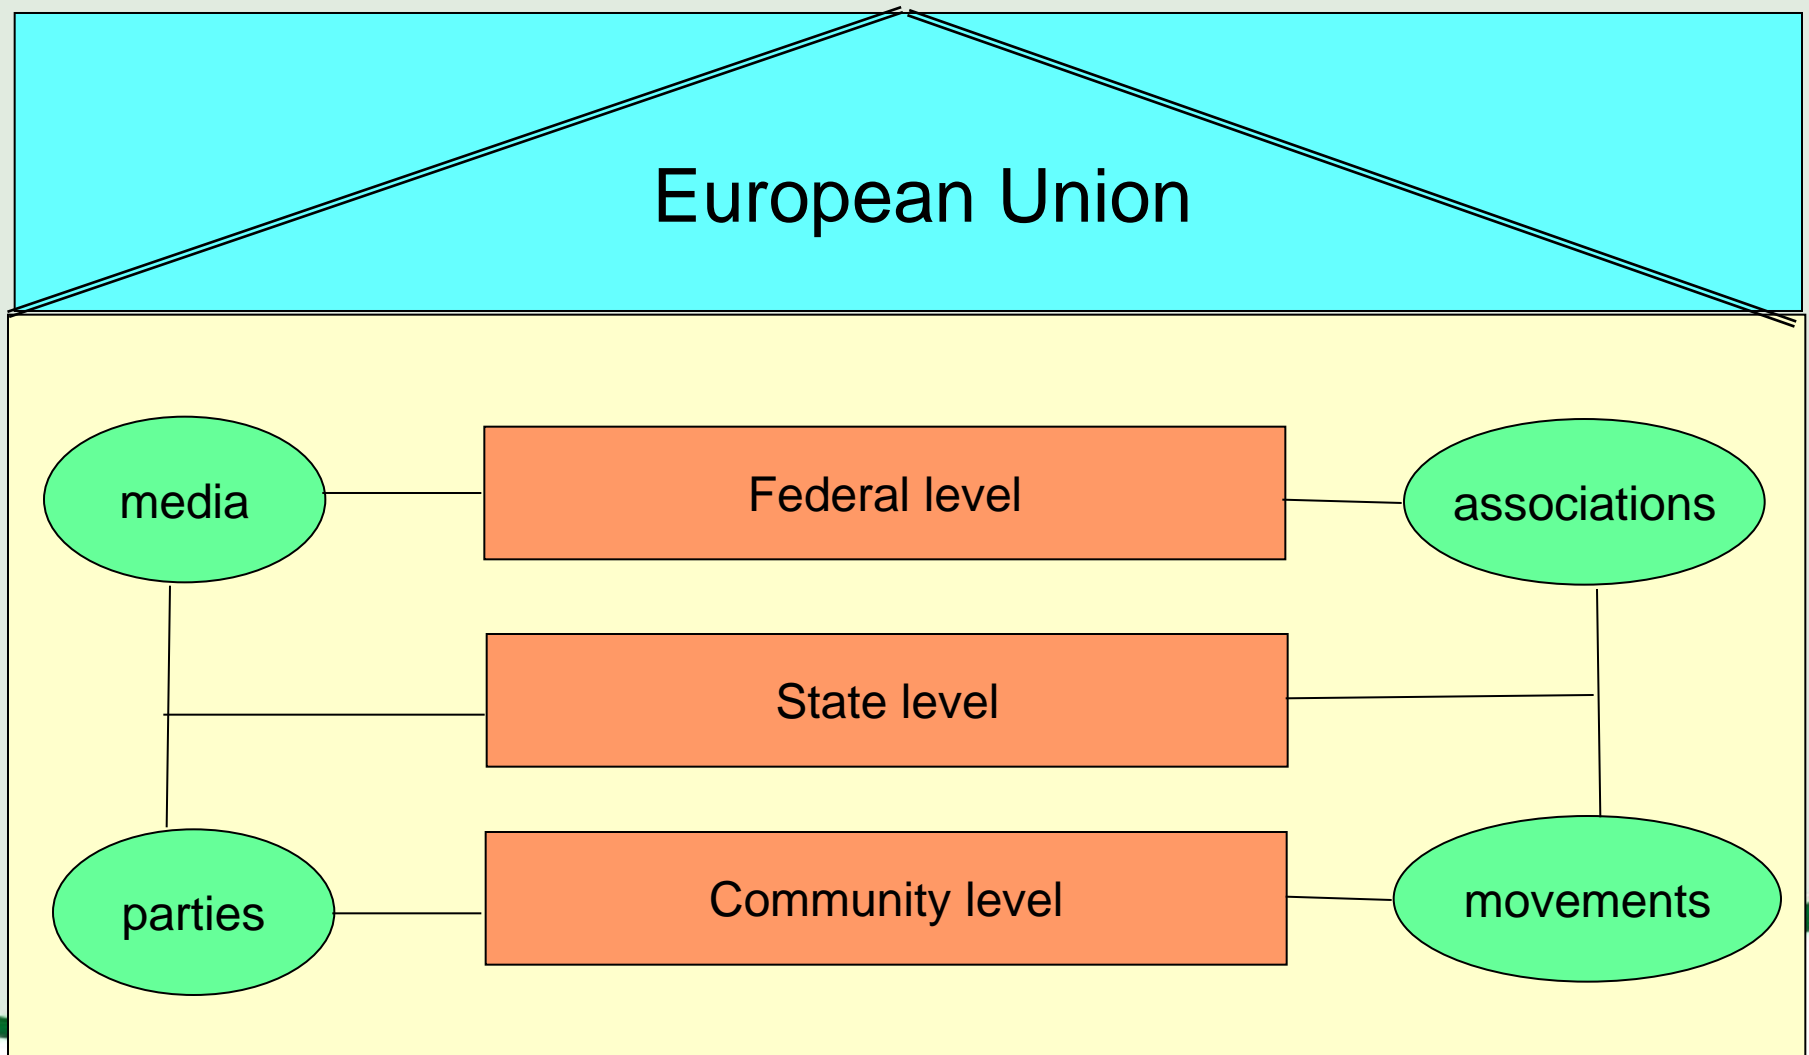 European Union
media
Federal level
associations
State level
parties
Community level
movements